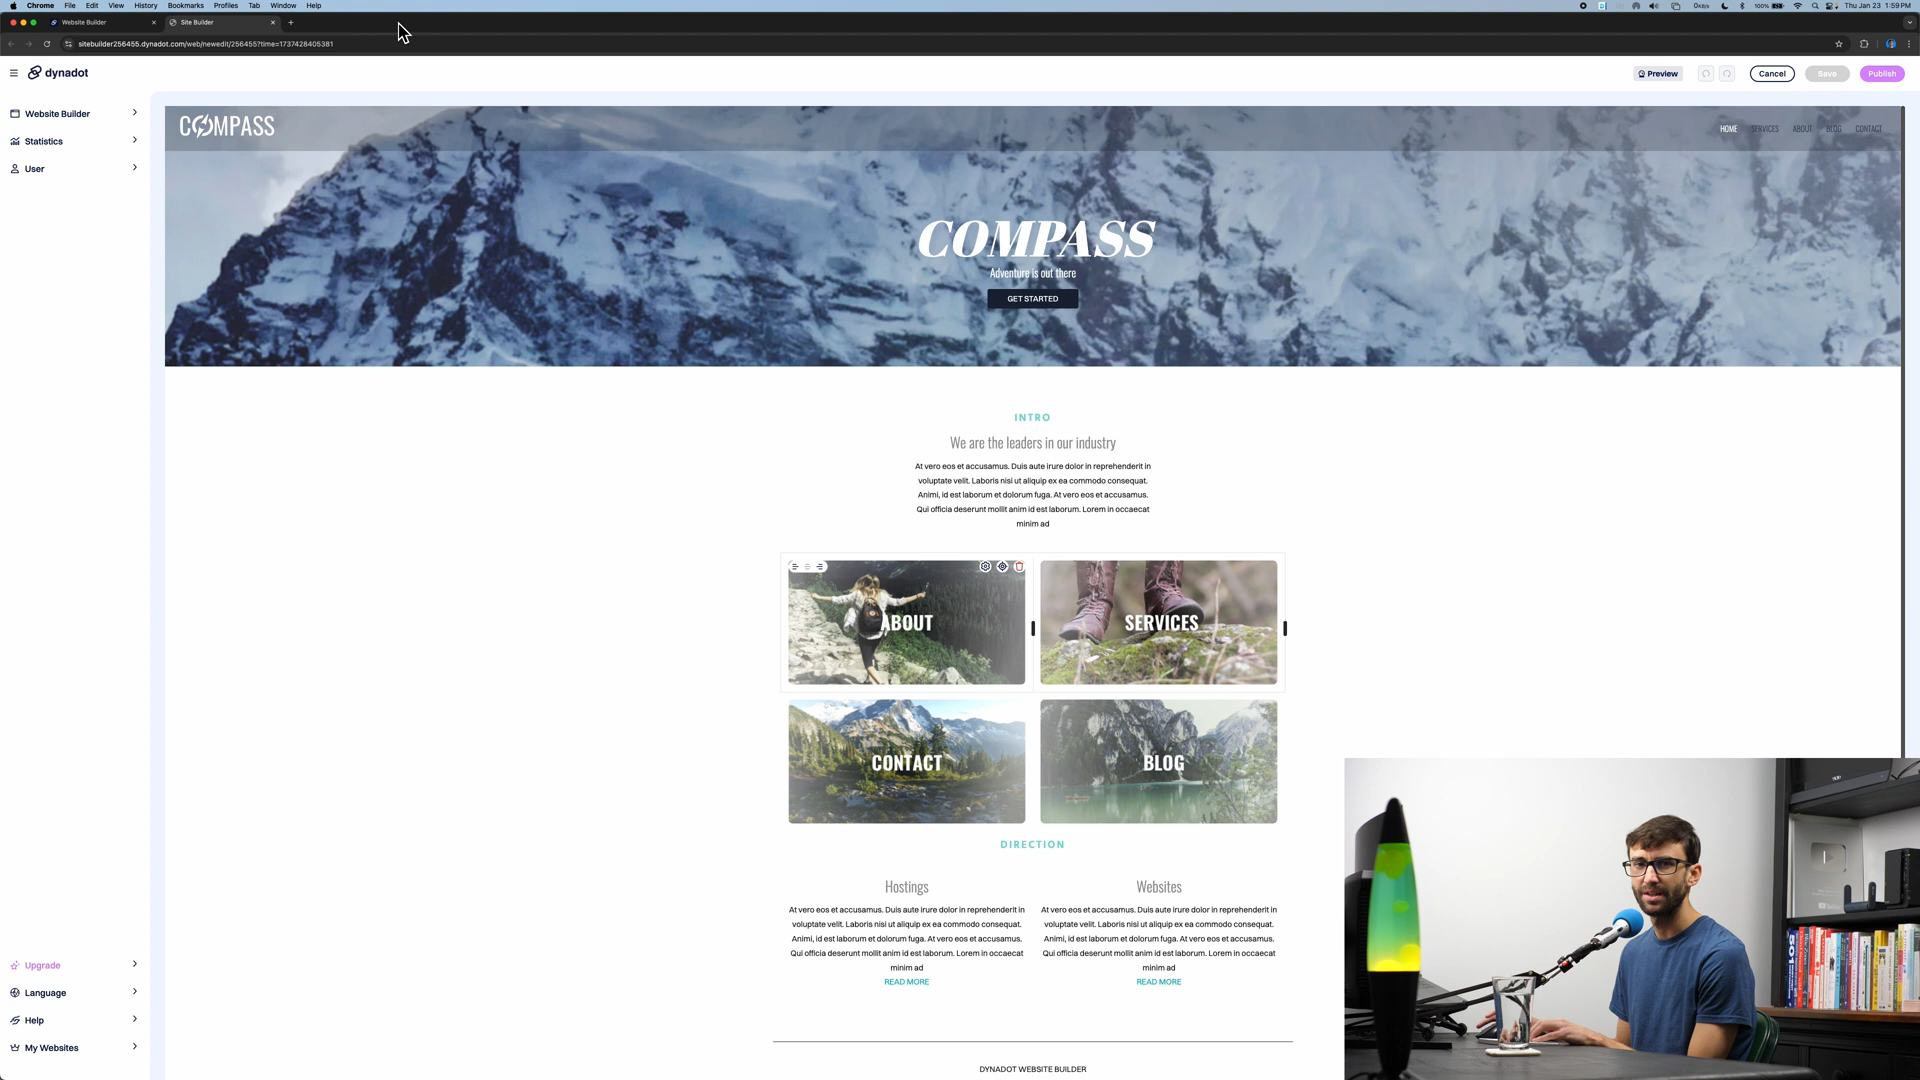 Chrome File Edit View History Bookmarks Profiles Tab Window Help
100% Thu Jan 23 1:59PM
Website Builder
Site Builder
sitebuilder256455.dynadot.com/web/newedit/256455?time=1737428405381
dynadot
Preview
Cancel
Save
Publish
Website Builder
Statistics
User
COMPASS
HOME SERVICES ABOUT BLOG CONTACT
COMPASS
Adventure is out there
GET STARTED
INTRO
We are the leaders in our industry
At vero eos et accusamus. Duis aute irure dolor in reprehenderit in
voluptate velit. Laboris nisi ut aliquip ex ea commodo consequat.
Animi, id est laborum et dolorum fuga. At vero eos et accusamus.
Qui officia deserunt mollit anim id est laborum. Lorem in occaecat
minim ad
ABOUT
SERVICES
CONTACT
BLOG
DIRECTION
Hostings
At vero eos et accusamus. Duis aute irure dolor in reprehenderit in
voluptate velit. Laboris nisi ut aliquip ex ea commodo consequat.
Animi, id est laborum et dolorum fuga. At vero eos et accusamus.
Qui officia deserunt mollit anim id est laborum. Lorem in occaecat
minim ad
READ MORE
Websites
At vero eos et accusamus. Duis aute irure dolor in reprehenderit in
voluptate velit. Laboris nisi ut aliquip ex ea commodo consequat.
Animi, id est laborum et dolorum fuga. At vero eos et accusamus.
Qui officia deserunt mollit anim id est laborum. Lorem in occaecat
minim ad
READ MORE
Upgrade
Language
Help
My Websites
DYNADOT WEBSITE BUILDER